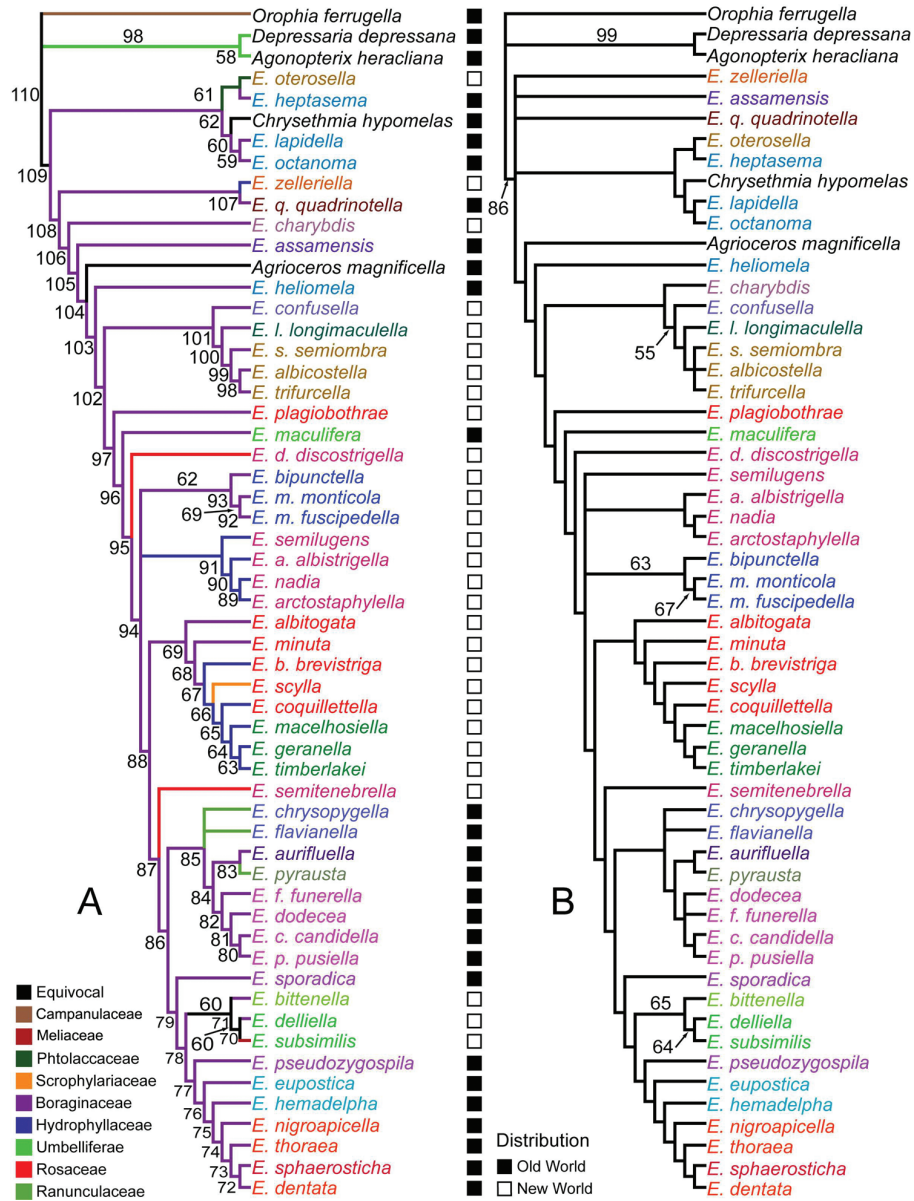 Orophia ferrugella
98
Depressaria depressana
58
Agonopterix heracliana
110
E. oterosella
61
E. heptasema
62
Chrysethmia hypomelas
60
E. lapidella
59
E. octanoma
109
E. zelleriella
107
E. q. quadrinotella
108
E. charybdis
106
E. assamensis
105
Agrioceros magnificella
104
E. heliomela
103
E. confusella
101
E. l. longimaculella
100
E. s. semiombra
99
E. albicostella
98
E. trifurcella
102
E. plagiobothrae
97
E. maculifera
96
E. d. discostrigella
95
62
E. bipunctella
93
E. m. monticola
69
92
E. m. fuscipedella
E. semilugens
91
E. a. albistrigella
90
E. nadia
89
E. arctostaphylella
94
E. albitogata
69
E. minuta
68
E. b. brevistriga
67
E. scylla
66
E. coquillettella
65
E. macelhosiella
64
E. geranella
63
E. timberlakei
88
E. semitenebrella
87
E. chrysopygella
E. flavianella
85
E. aurifluella
83
E. pyrausta
84
E. f. funerella
82
E. dodecea
81
E. c. candidella
80
E. p. pusiella
86
E. sporadica
79
60
E. bittenella
71
E. delliella
60
70
E. subsimilis
78
E. pseudozygospila
77
E. eupostica
76
E. hemadelpha
75
E. nigroapicella
74
E. thoraea
73
E. sphaerosticha
72
E. dentata
A
Equivocal
Campanulaceae
Meliaceae
Phtolaccaceae
Scrophylariaceae
Boraginaceae
Hydrophyllaceae
Umbelliferae
Rosaceae
Ranunculaceae
Orophia ferrugella
99
Depressaria depressana
Agonopterix heracliana
E. zelleriella
E. assamensis
E. q. quadrinotella
86
E. oterosella
E. heptasema
Chrysethmia hypomelas
E. lapidella
E. octanoma
Agrioceros magnificella
E. heliomela
E. charybdis
E. confusella
E. l. longimaculella
55
E. s. semiombra
E. albicostella
E. trifurcella
E. plagiobothrae
E. maculifera
E. d. discostrigella
E. semilugens
E. a. albistrigella
E. nadia
E. arctostaphylella
63
E. bipunctella
E. m. monticola
67
E. m. fuscipedella
E. albitogata
E. minuta
E. b. brevistriga
E. scylla
E. coquillettella
E. macelhosiella
E. geranella
E. timberlakei
E. semitenebrella
E. chrysopygella
E. flavianella
E. aurifluella
E. pyrausta
E. dodecea
E. f. funerella
E. c. candidella
E. p. pusiella
E. sporadica
65
E. bittenella
E. delliella
64
E. subsimilis
E. pseudozygospila
E. eupostica
E. hemadelpha
E. nigroapicella
E. thoraea
E. sphaerosticha
E. dentata
B
Distribution
Old World
New World